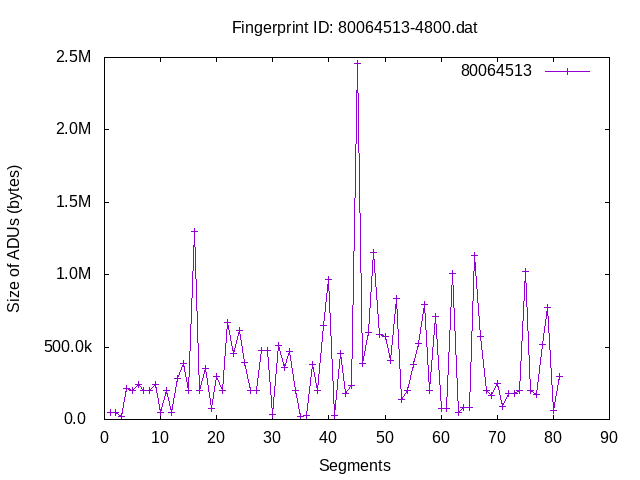 Fingerprint ID: 80064513-4800.dat
80064513
Size of ADUs (bytes)
2.5M
2.0M
1.5M
1.0M
500.0k
0.0
0 10 20 30 40 50 60 70 80 90
Segments